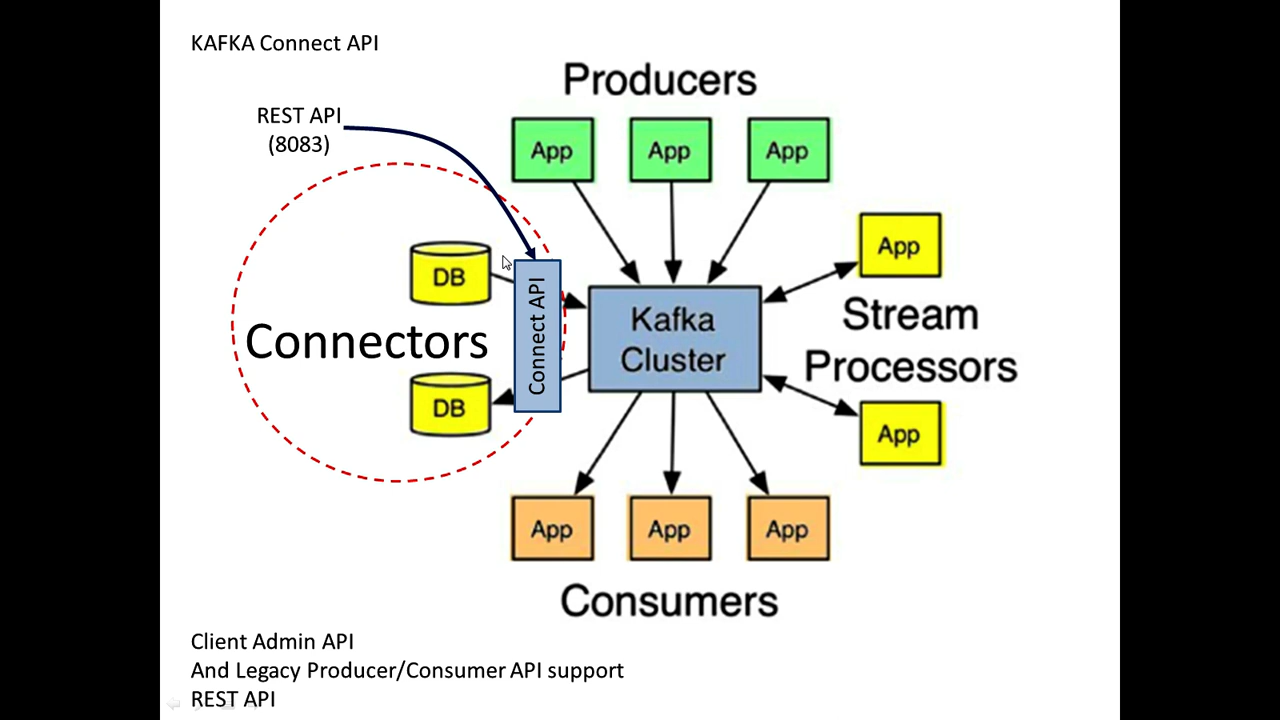 KAFKA Connect API
Producers
REST API
(8083)
App
App
App
App
DB
Connect API
Kafka
Cluster
Stream
Processors
Connectors
DB
App
App
App
App
Consumers
Client Admin API
And Legacy Producer/Consumer API support
REST API